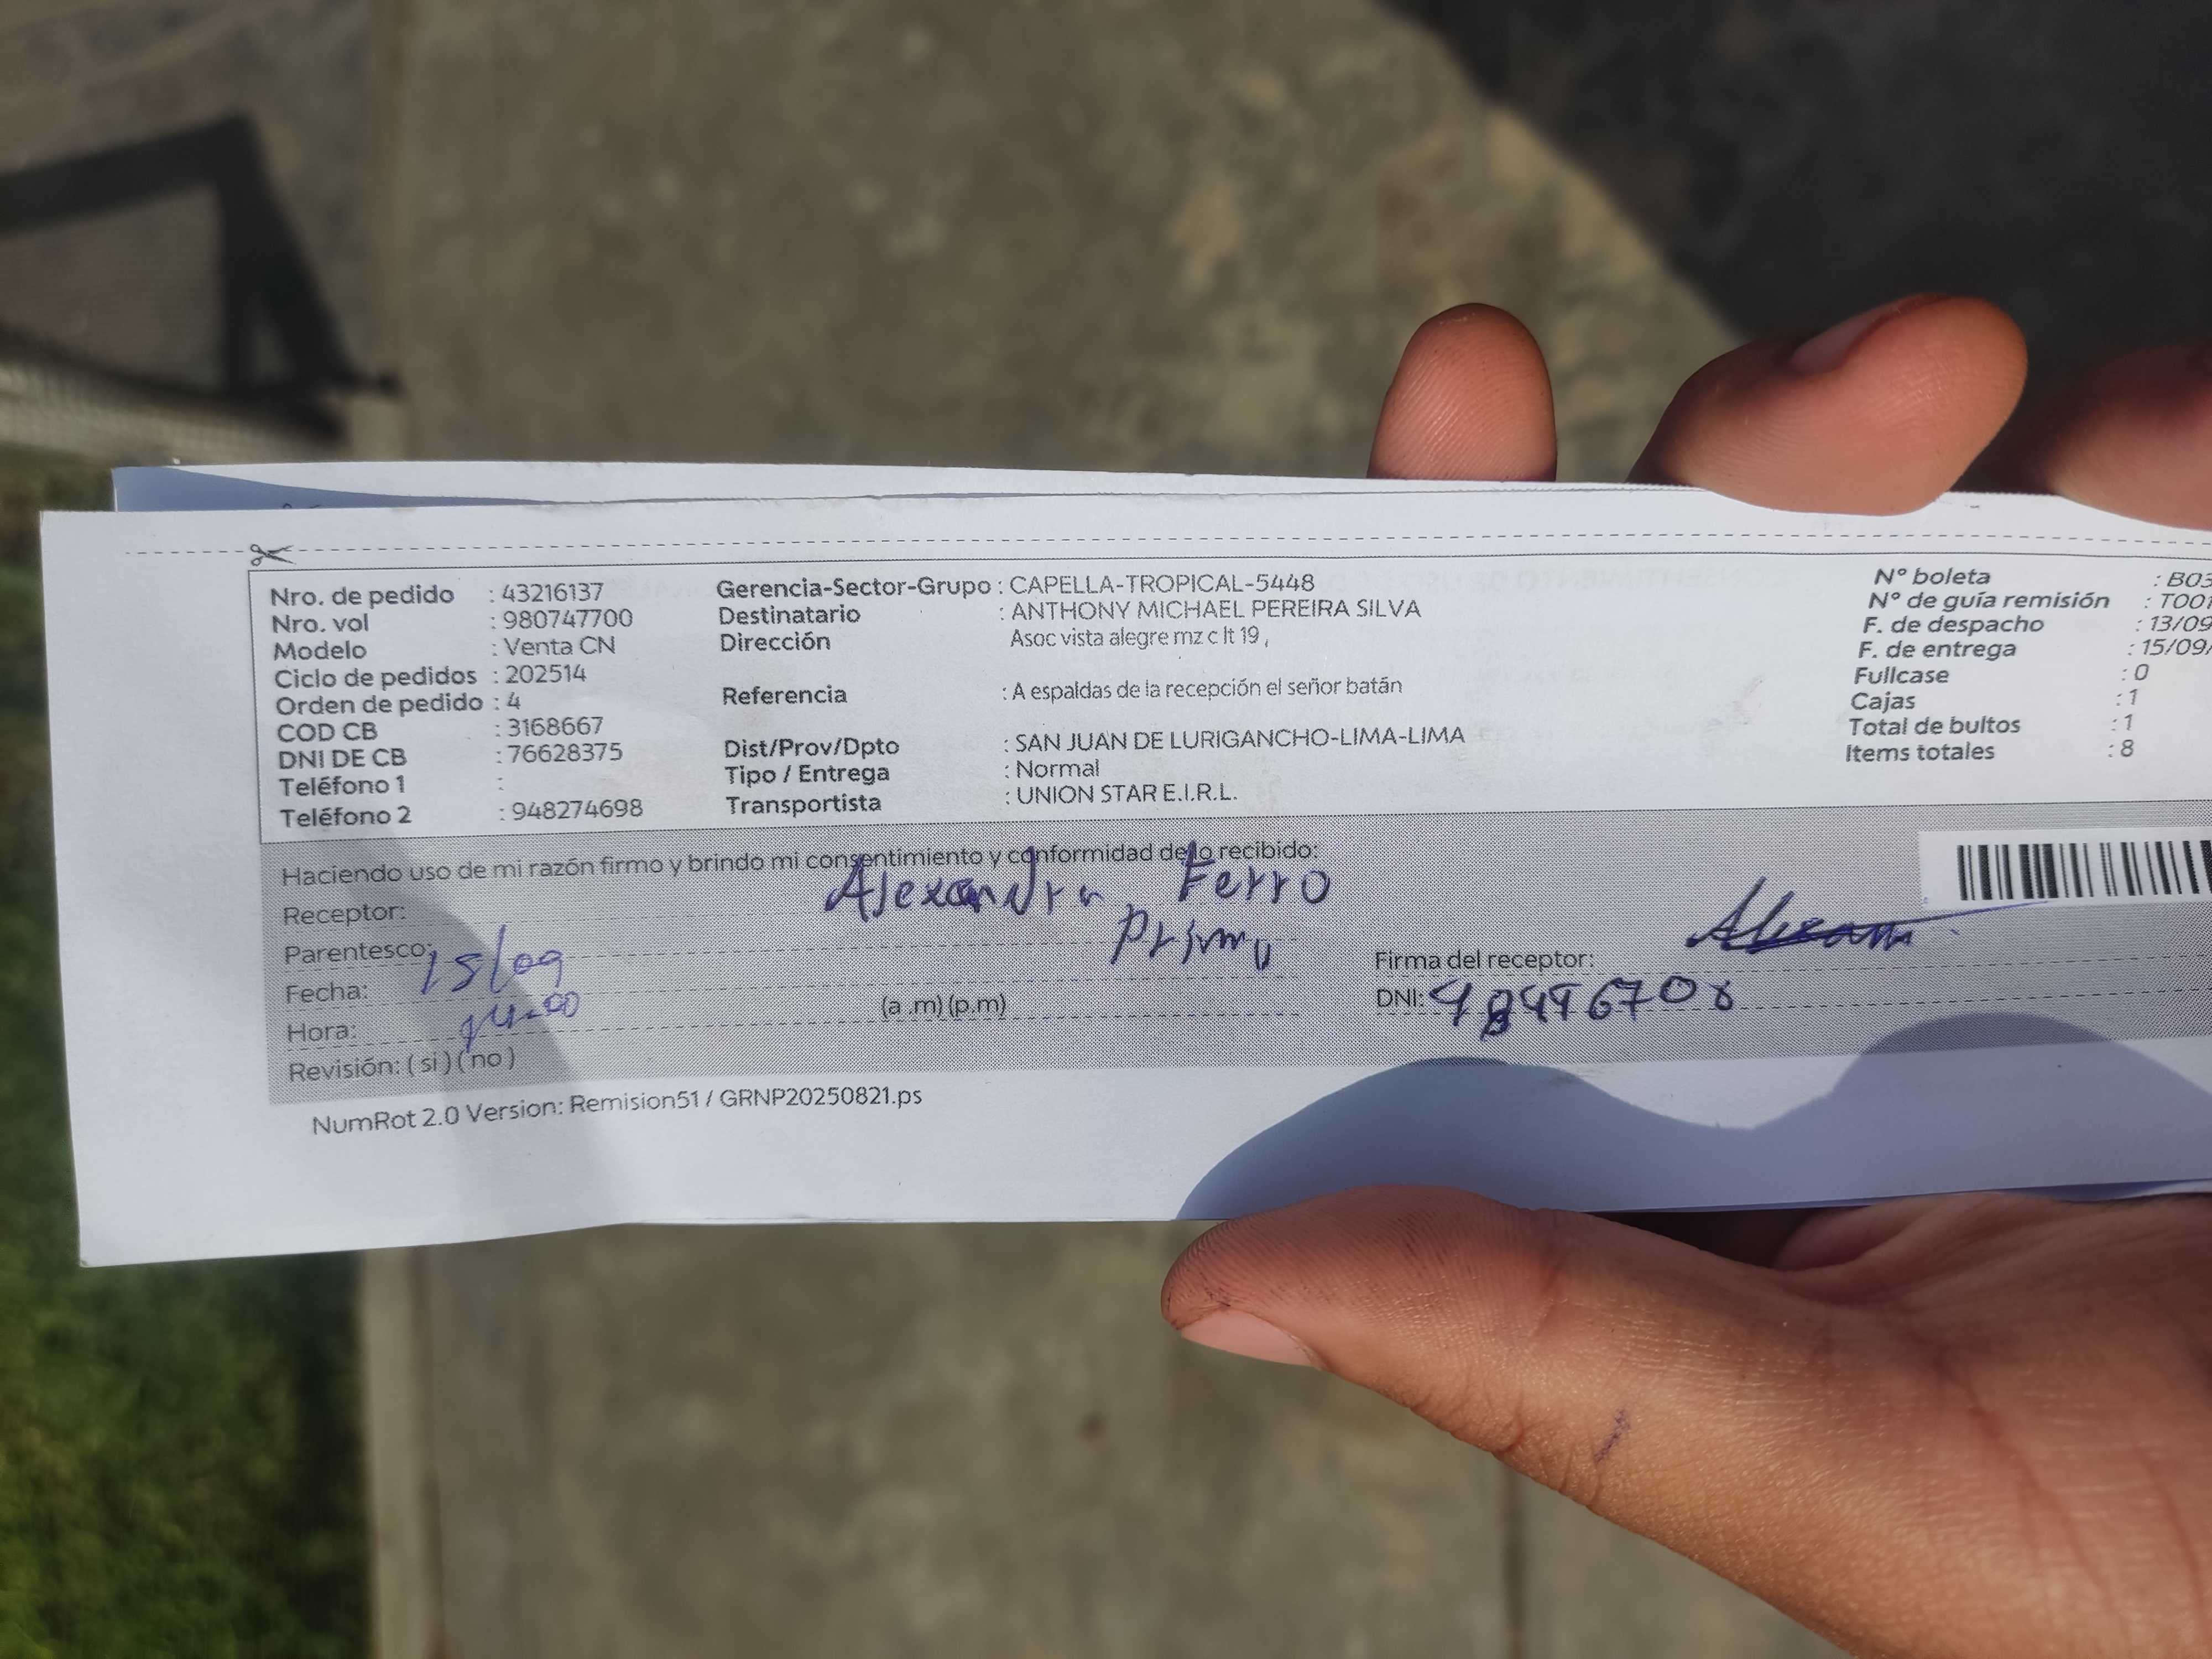 Nro. de pedido : 43216137
Nro. vol : 980747700
Modelo : Venta CN
Ciclo de pedidos : 202514
Orden de pedido : 4
COD CB : 3168667
DNI DE CB : 76628375
Teléfono 1 :
Teléfono 2 : 948274698
Gerencia-Sector-Grupo : CAPELLA-TROPICAL-5448
Destinatario : ANTHONY MICHAEL PEREIRA SILVA
Dirección Asoc vista alegre mz c lt 19 ,
Referencia : A espaldas de la recepción el señor batán
Dist/Prov/Dpto : SAN JUAN DE LURIGANCHO-LIMA-LIMA
Tipo / Entrega : Normal
Transportista : UNION STAR E.I.R.L.
N° boleta : B03
N° de guía remisión : T001
F. de despacho : 13/09
F. de entrega : 15/09/
Fullcase : 0
Cajas : 1
Total de bultos : 1
Items totales : 8
Haciendo uso de mi razón firmo y brindo mi consentimiento y conformidad de lo recibido:
Receptor: Alexandra Ferro
Parentesco: Primo
Fecha: 15/09
Hora: (a .m) (p.m)
Revisión: ( si ) ( no )
Firma del receptor:
DNI:
NumRot 2.0 Version: Remision51 / GRNP20250821.ps